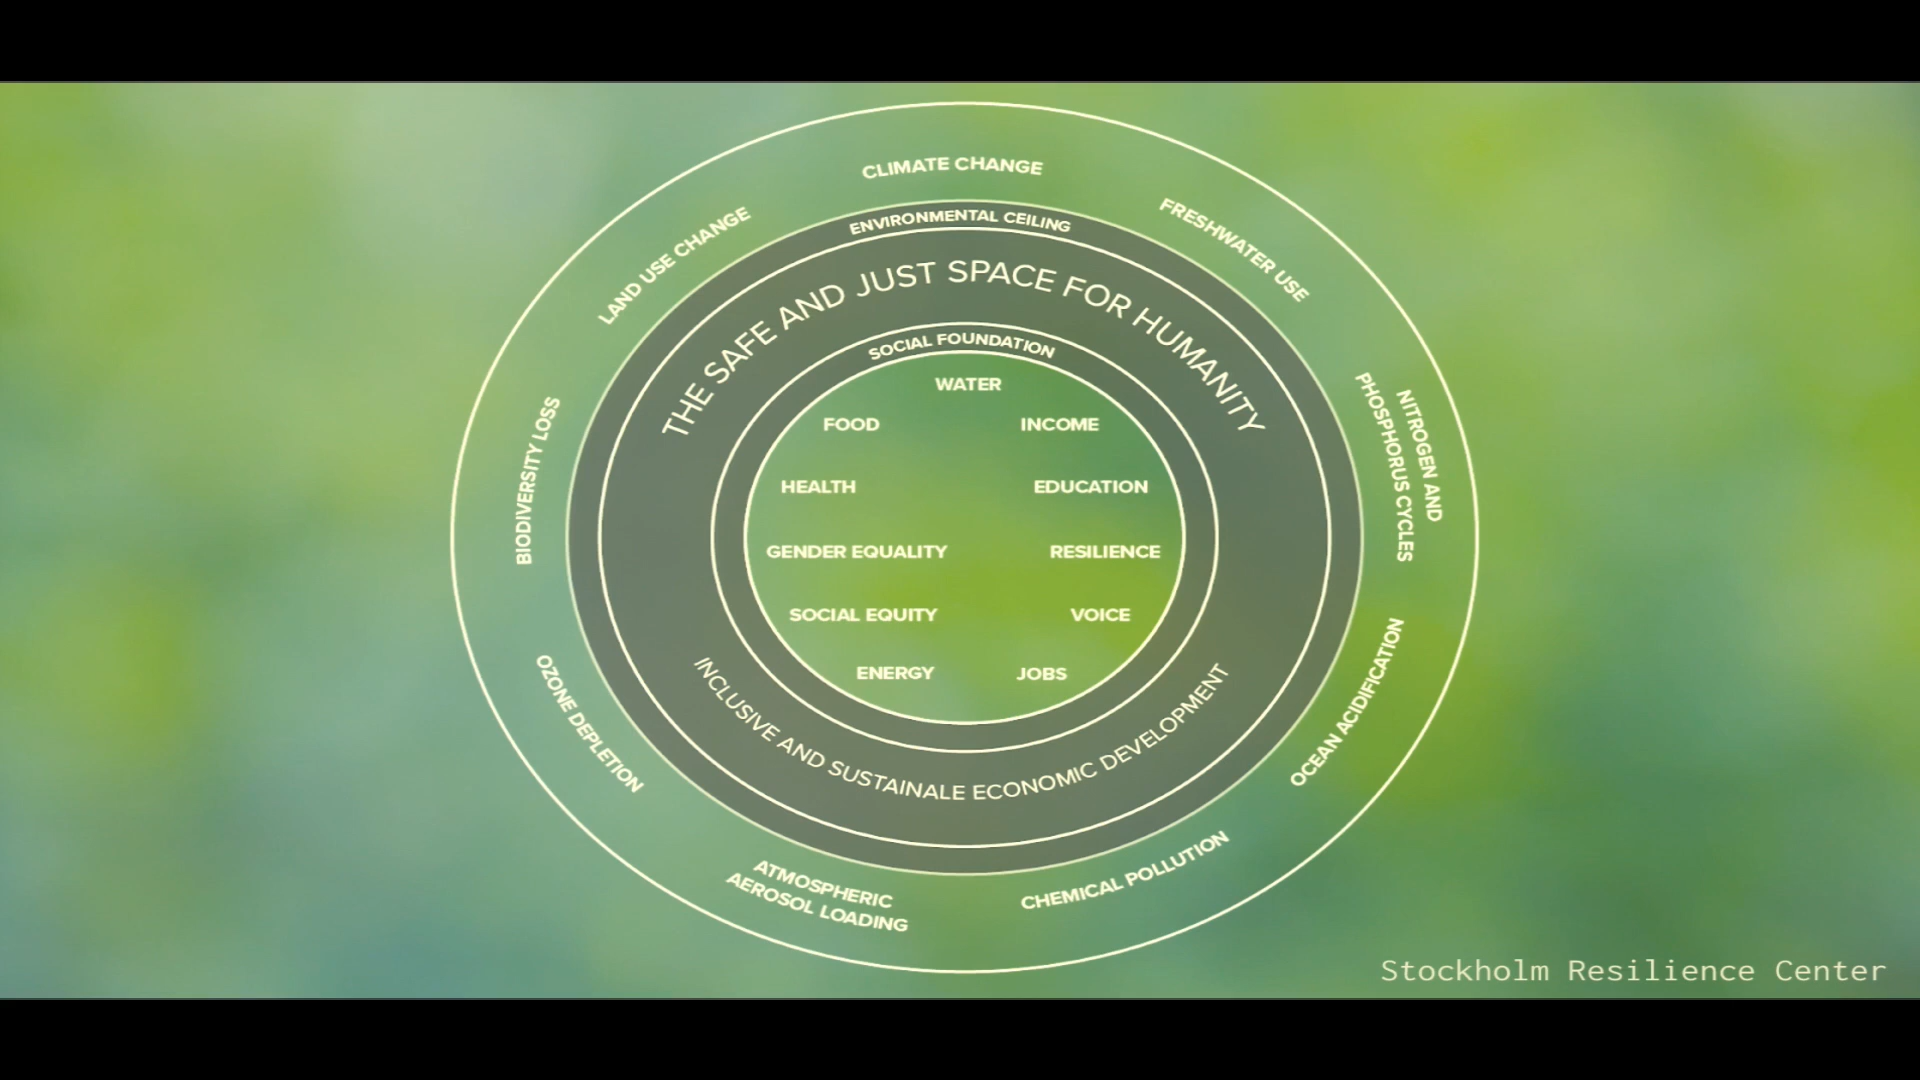 CLIMATE CHANGE
FRESHWATER USE
NITROGEN AND
PHOSPHORUS CYCLES
OCEAN ACIDIFICATION
CHEMICAL POLLUTION
ATMOSPHERIC
AEROSOL LOADING
OZONE DEPLETION
BIODIVERSITY LOSS
LAND USE CHANGE
ENVIRONMENTAL CEILING
THE SAFE AND JUST SPACE FOR HUMANITY
SOCIAL FOUNDATION
WATER
FOOD
INCOME
HEALTH
EDUCATION
GENDER EQUALITY
RESILIENCE
SOCIAL EQUITY
VOICE
ENERGY
JOBS
INCLUSIVE AND SUSTAINALE ECONOMIC DEVELOPMENT
Stockholm Resilience Center